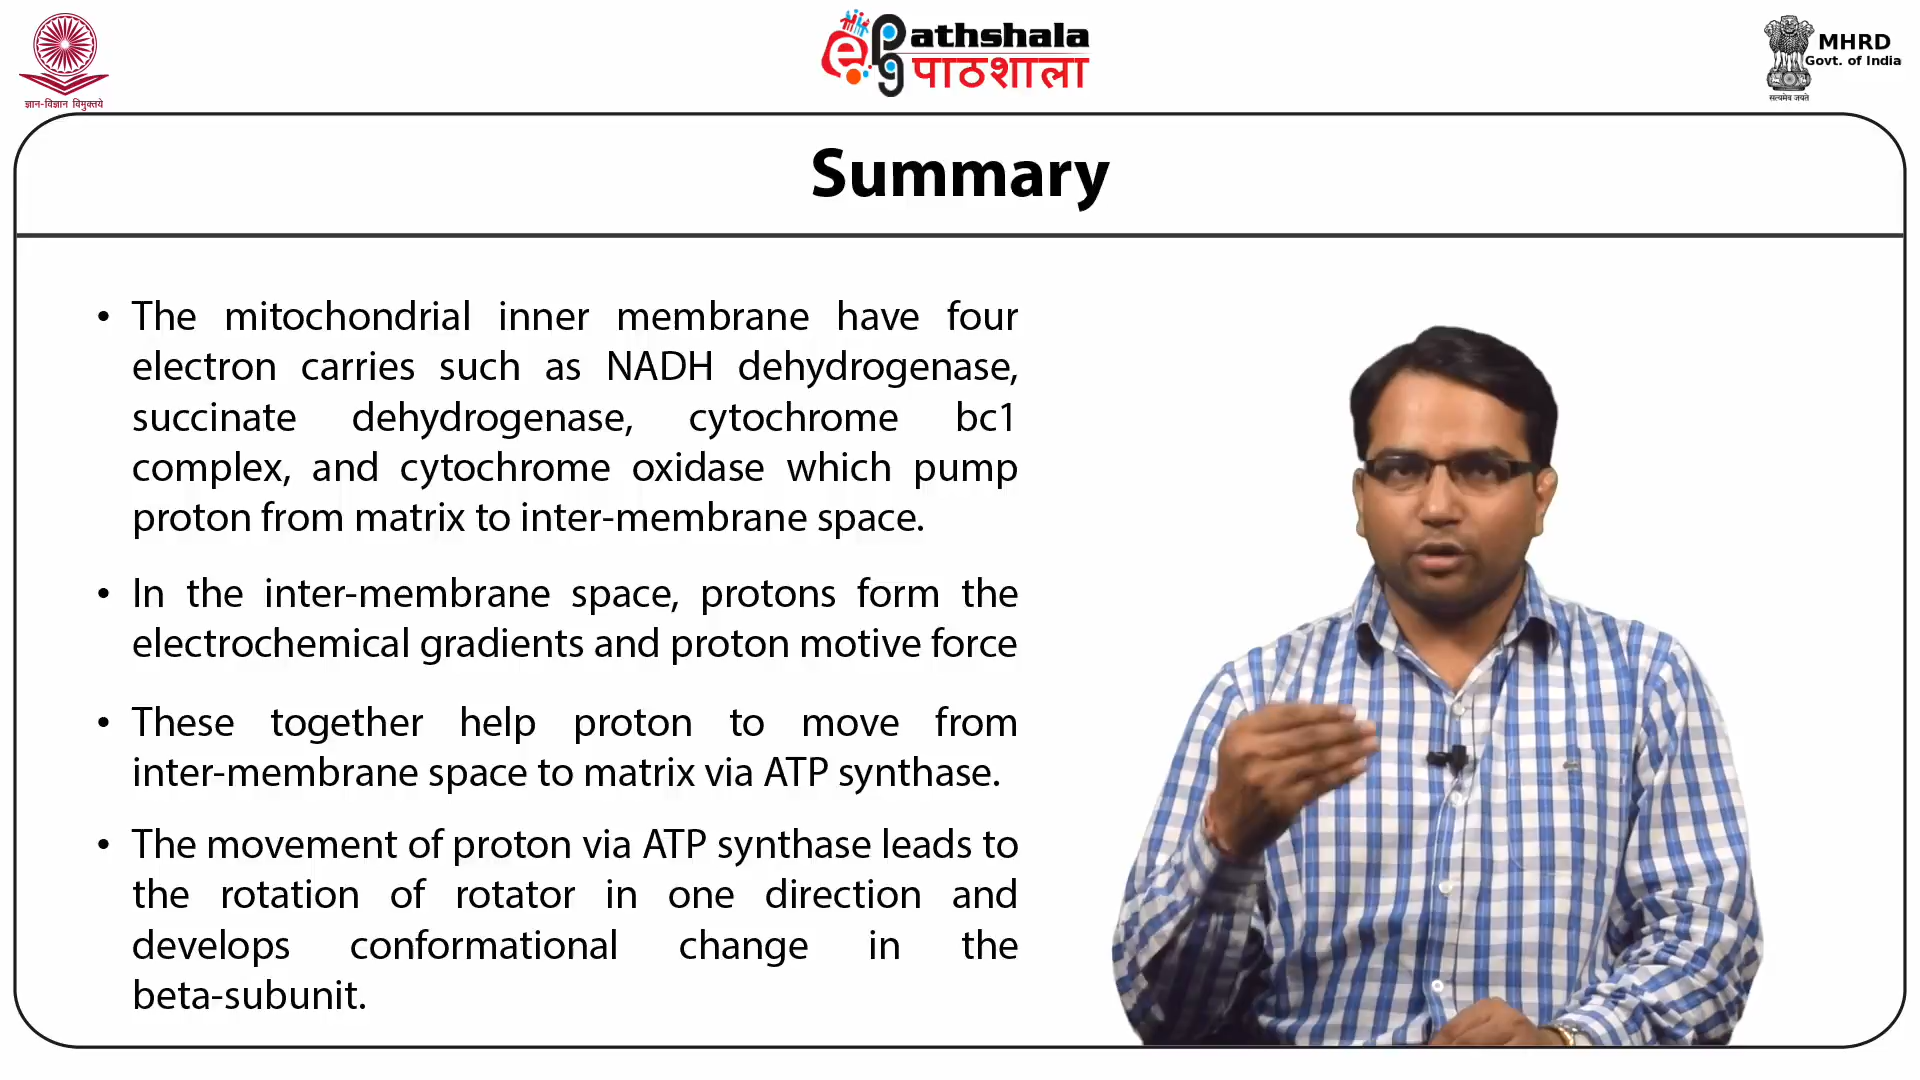 ज्ञान-विज्ञान विमुक्तये
ePathshala
पाठशाला
MHRD
Govt. of India
सत्यमेव जयते
Summary
• The mitochondrial inner membrane have four
electron carries such as NADH dehydrogenase,
succinate dehydrogenase, cytochrome bc1
complex, and cytochrome oxidase which pump
proton from matrix to inter-membrane space.
• In the inter-membrane space, protons form the
electrochemical gradients and proton motive force
• These together help proton to move from
inter-membrane space to matrix via ATP synthase.
• The movement of proton via ATP synthase leads to
the rotation of rotator in one direction and
develops conformational change in the
beta-subunit.